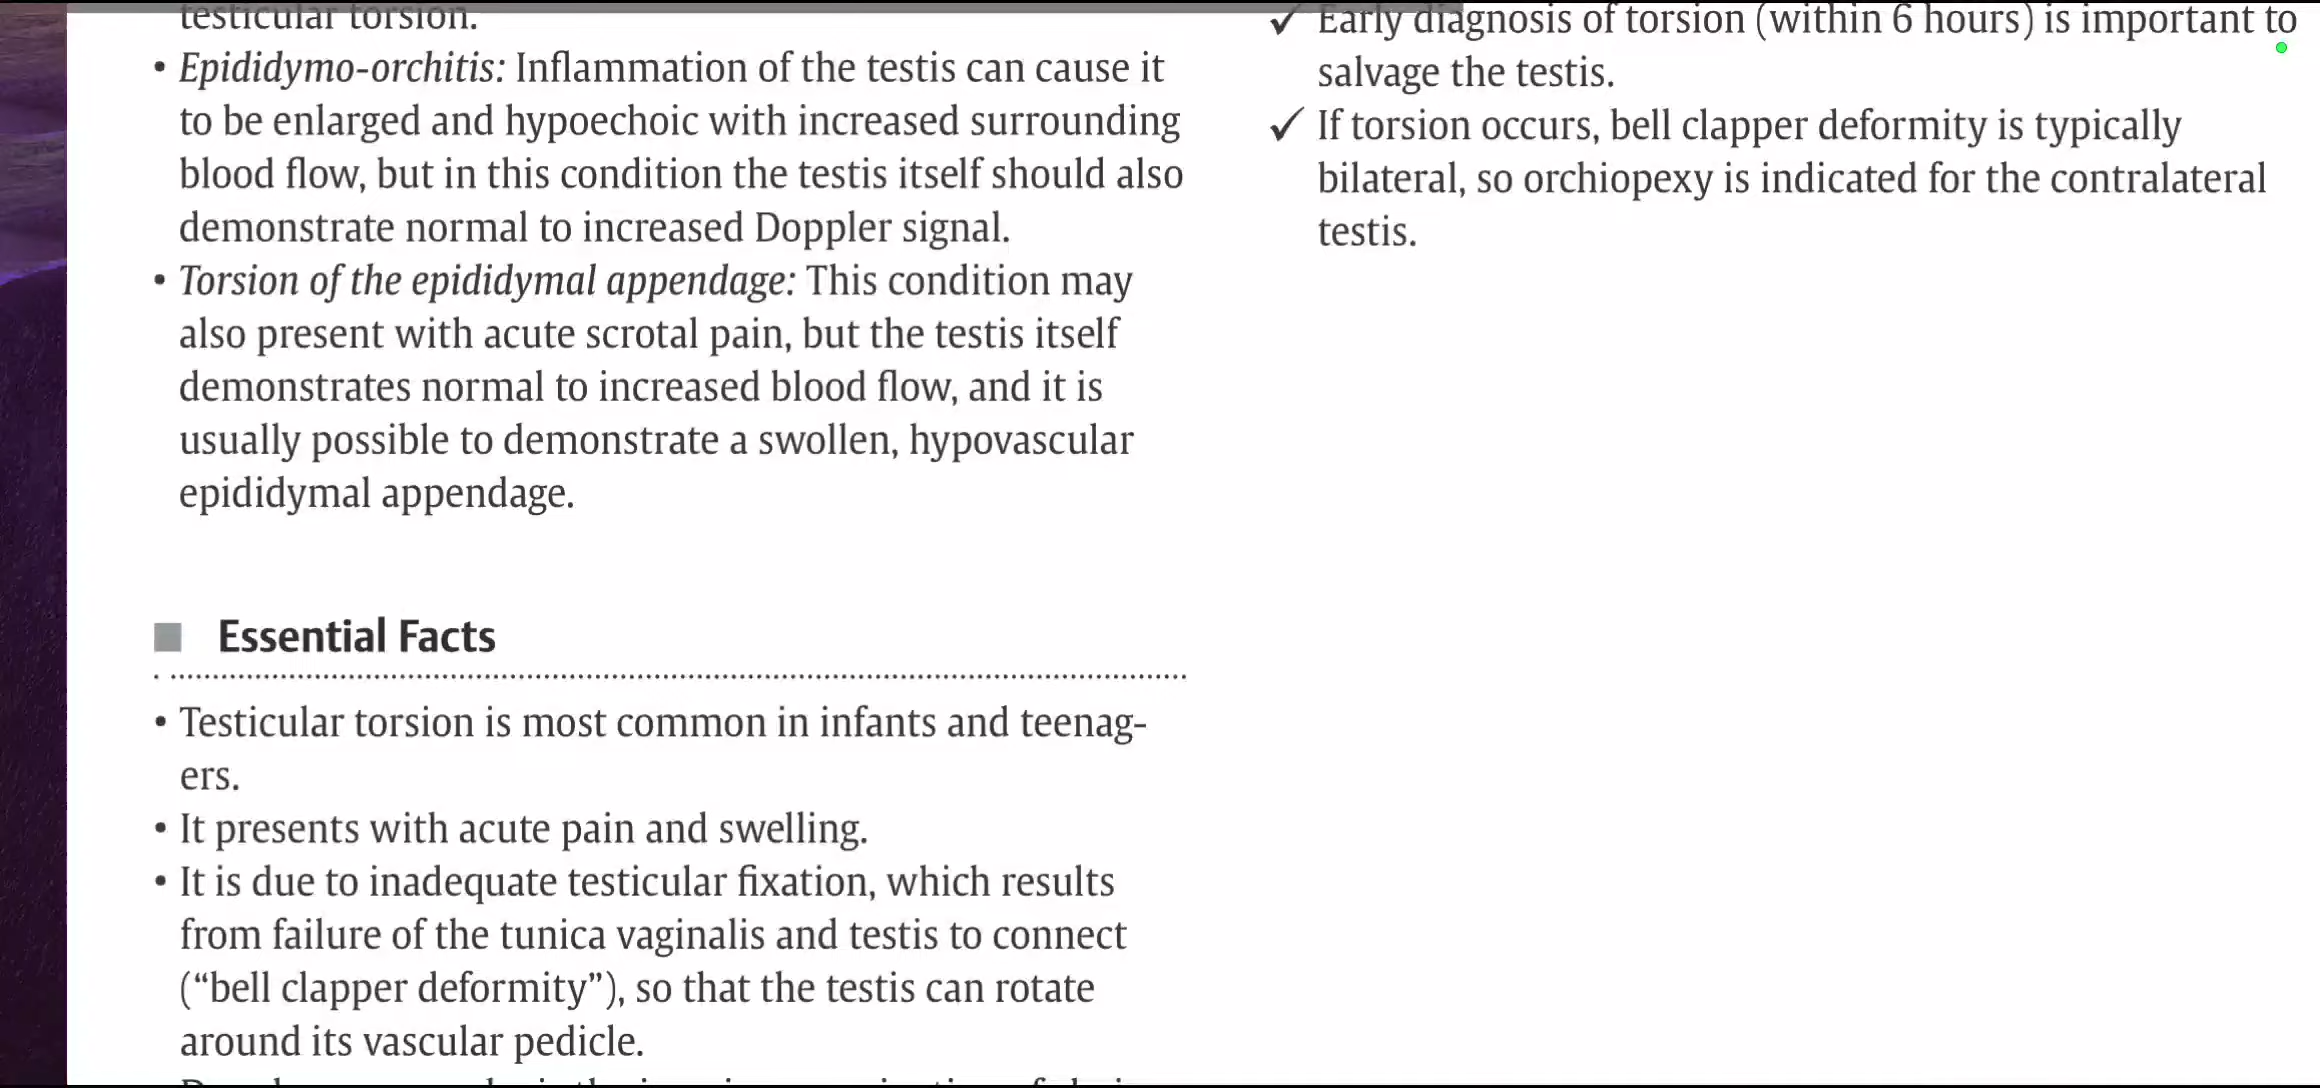 testicular torsion.
• Epididymo-orchitis: Inflammation of the testis can cause it
to be enlarged and hypoechoic with increased surrounding
blood flow, but in this condition the testis itself should also
demonstrate normal to increased Doppler signal.
• Torsion of the epididymal appendage: This condition may
also present with acute scrotal pain, but the testis itself
demonstrates normal to increased blood flow, and it is
usually possible to demonstrate a swollen, hypovascular
epididymal appendage.
Essential Facts
• Testicular torsion is most common in infants and teenag-
ers.
• It presents with acute pain and swelling.
• It is due to inadequate testicular fixation, which results
from failure of the tunica vaginalis and testis to connect
(“bell clapper deformity”), so that the testis can rotate
around its vascular pedicle.
✓ Early diagnosis of torsion (within 6 hours) is important to
salvage the testis.
✓ If torsion occurs, bell clapper deformity is typically
bilateral, so orchiopexy is indicated for the contralateral
testis.